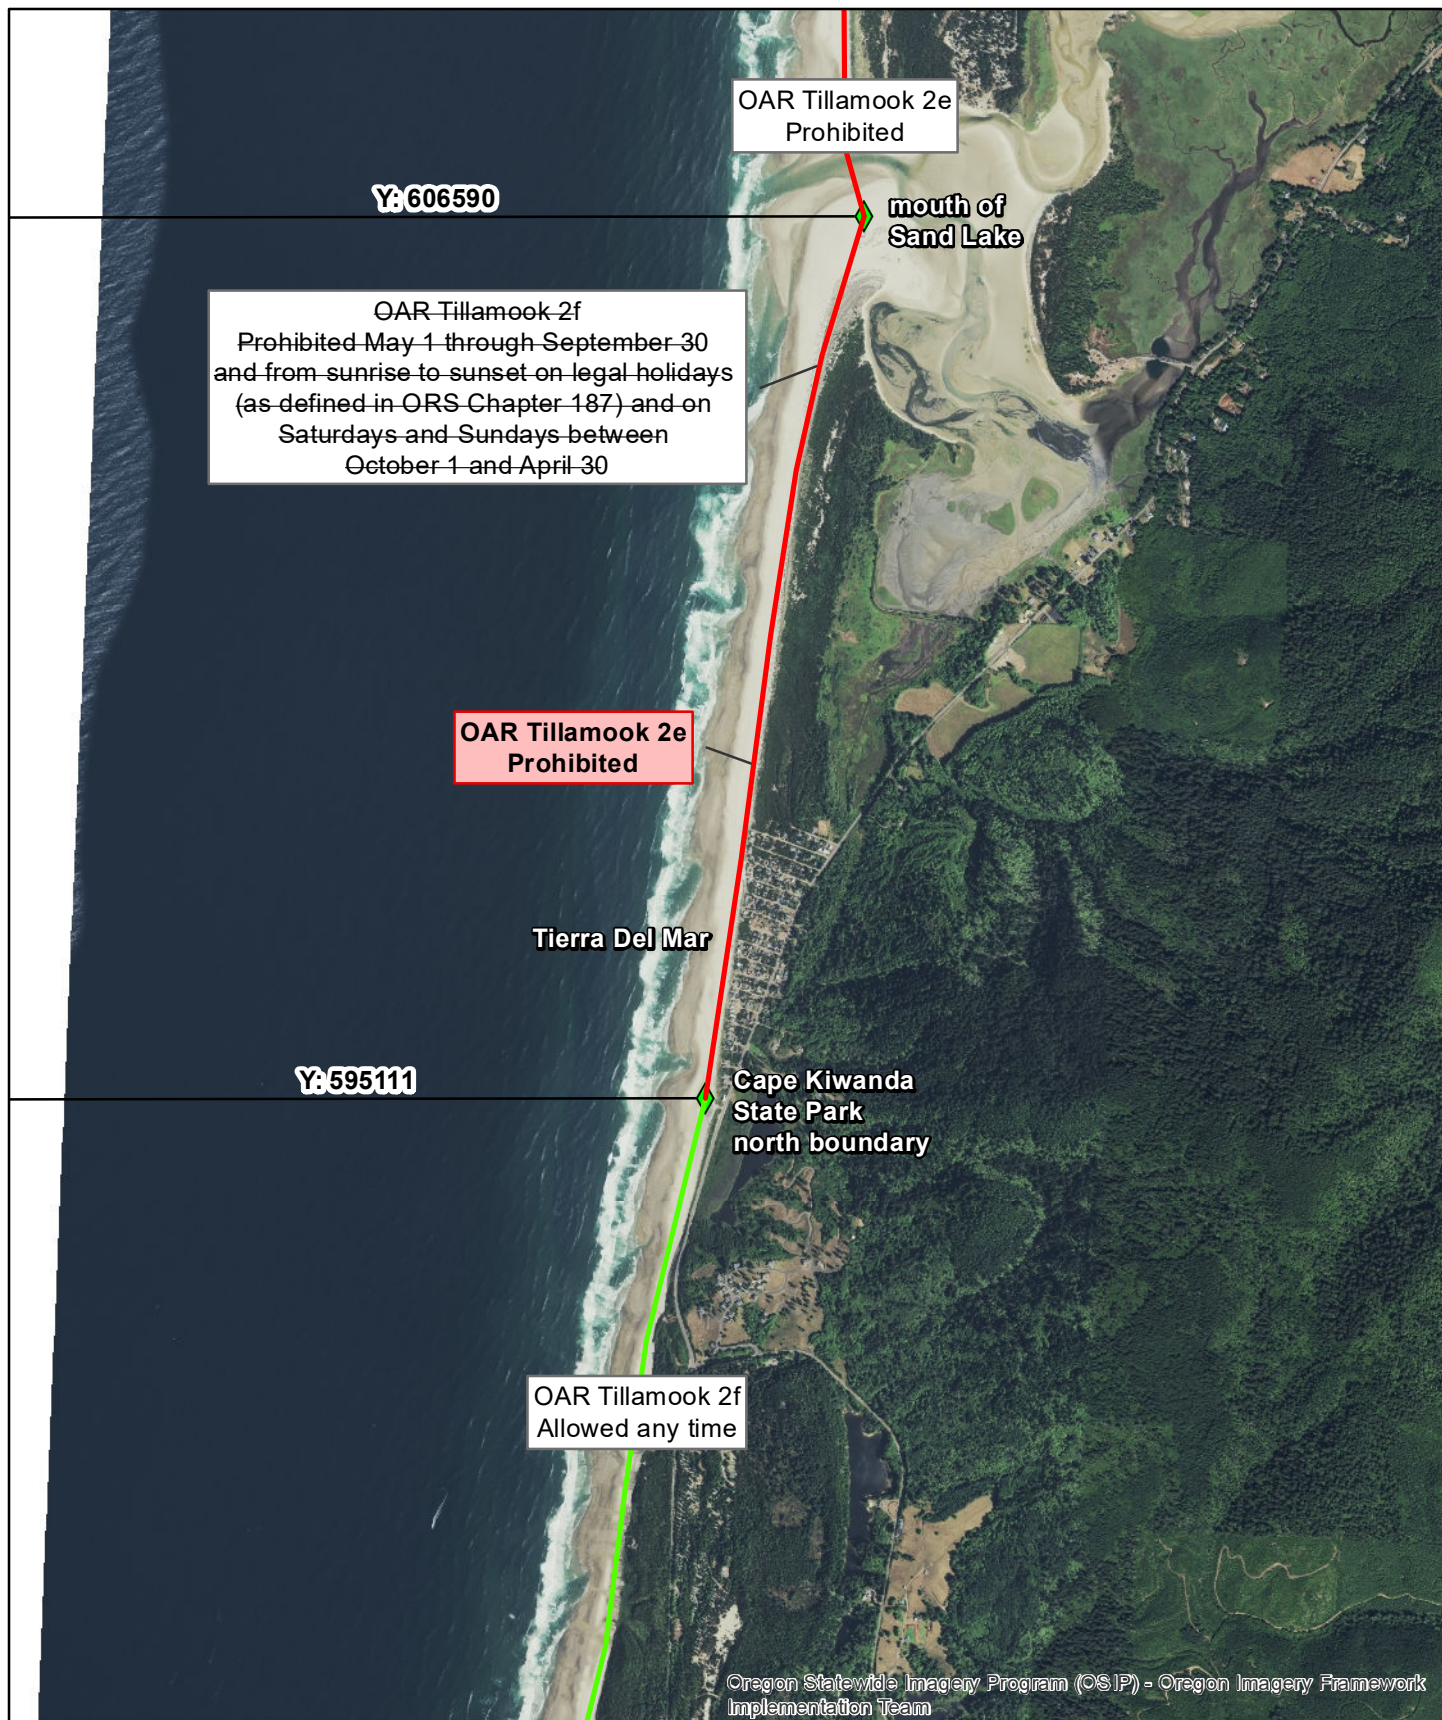 OAR Tillamook 2e
Prohibited
Y: 606590
mouth of
Sand Lake
OAR Tillamook 2f
Prohibited May 1 through September 30
and from sunrise to sunset on legal holidays
(as defined in ORS Chapter 187) and on
Saturdays and Sundays between
October 1 and April 30
OAR Tillamook 2e
Prohibited
Tierra Del Mar
Y: 595111
Cape Kiwanda
State Park
north boundary
OAR Tillamook 2f
Allowed any time
Oregon Statewide Imagery Program (OSIP) - Oregon Imagery Framework
Implementation Team